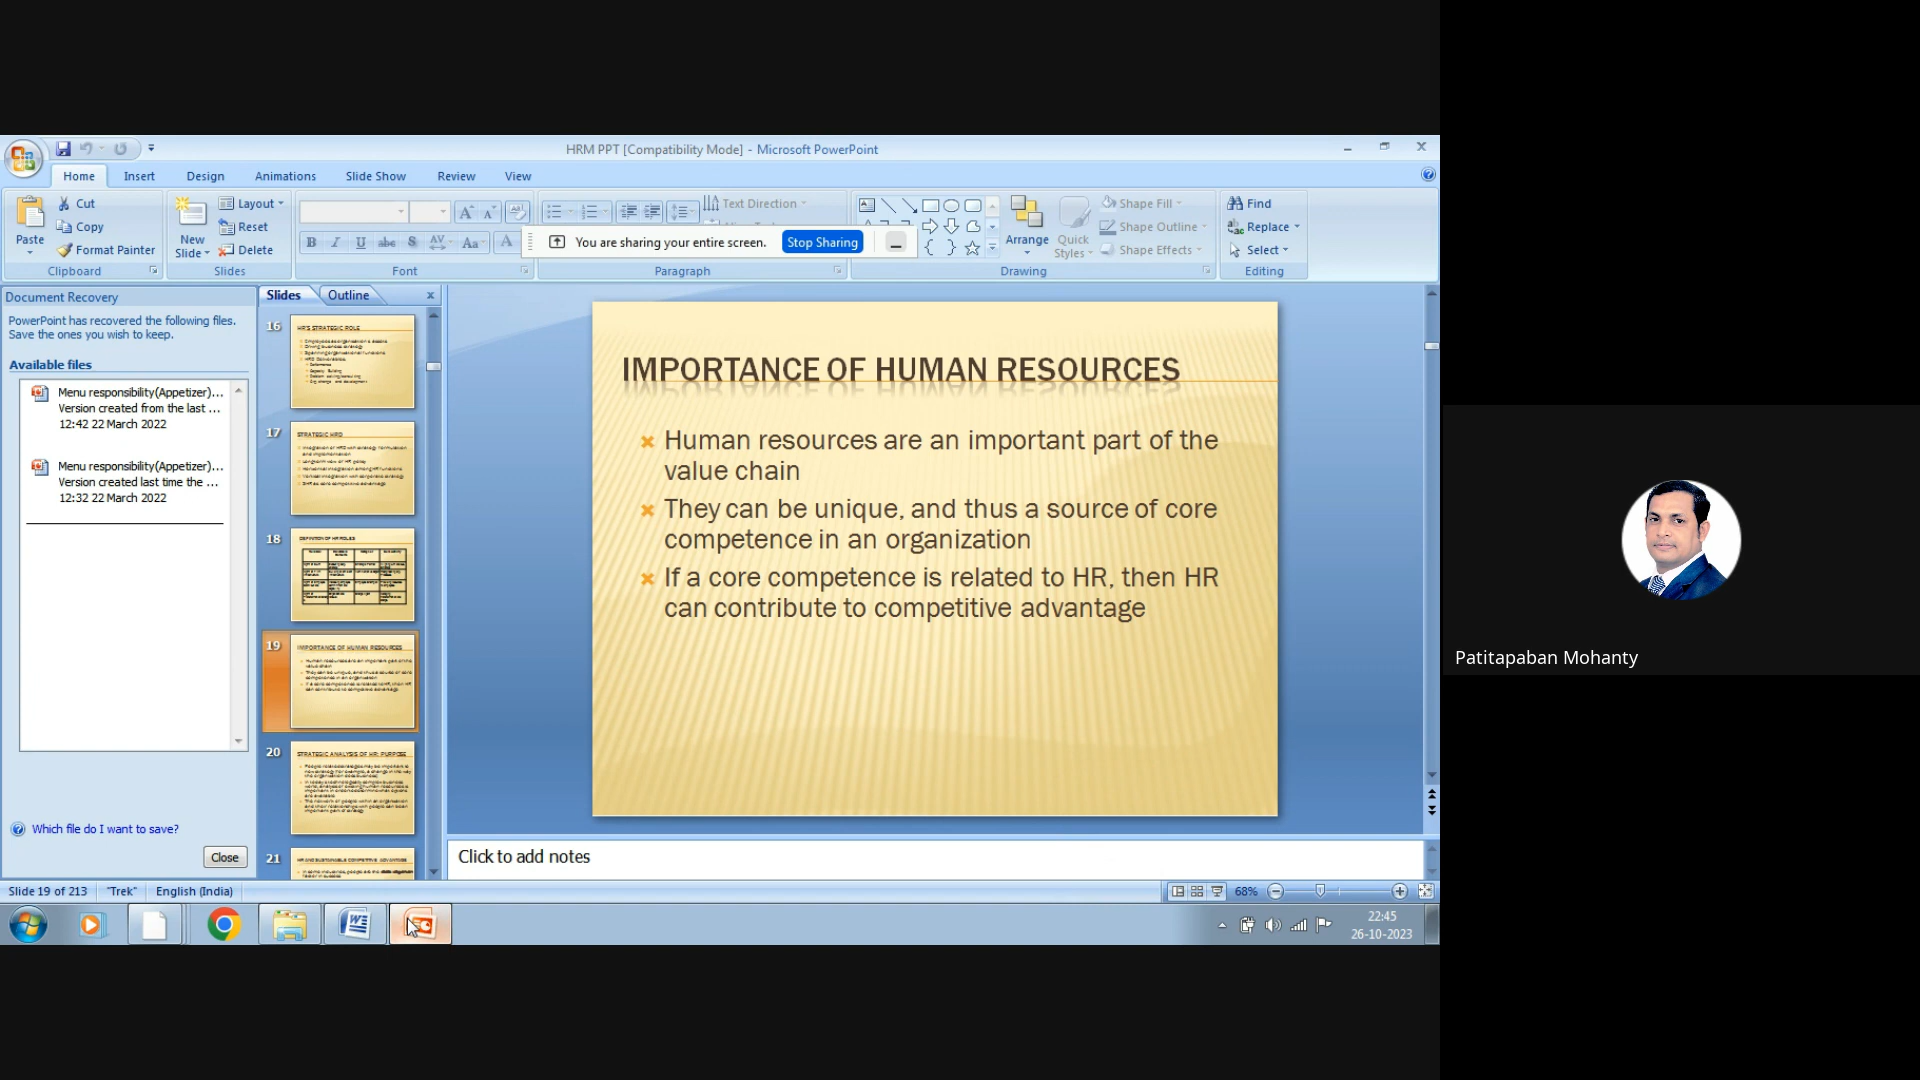 HRM PPT [Compatibility Mode] - Microsoft PowerPoint
Home Insert Design Animations Slide Show Review View
Paste
Cut
Copy
Format Painter
Clipboard
New
Slide
Layout
Reset
Delete
Slides
B I U abc S AV Aa A
Font
Text Direction
Paragraph
You are sharing your entire screen. Stop Sharing
Arrange
Quick
Styles
Shape Fill
Shape Outline
Shape Effects
Drawing
Find
Replace
Select
Editing
Document Recovery
PowerPoint has recovered the following files.
Save the ones you wish to keep.
Available files
Menu responsibility(Appetizer)...
Version created from the last ...
12:42 22 March 2022
Menu responsibility(Appetizer)...
Version created last time the ...
12:32 22 March 2022
Which file do I want to save?
Close
Slides Outline
16
HR'S STRATEGIC ROLE
17
STRATEGIC HRD
18
DEFINITION OF HR ROLES
19
IMPORTANCE OF HUMAN RESOURCES
20
STRATEGIC ANALYSIS OF HR: PURPOSE
21
HR AND SUSTAINABLE COMPETITIVE ADVANTAGE
IMPORTANCE OF HUMAN RESOURCES
Human resources are an important part of the
value chain
They can be unique, and thus a source of core
competence in an organization
If a core competence is related to HR, then HR
can contribute to competitive advantage
Click to add notes
Slide 19 of 213 "Trek" English (India)
68%
22:45
26-10-2023
Patitapaban Mohanty